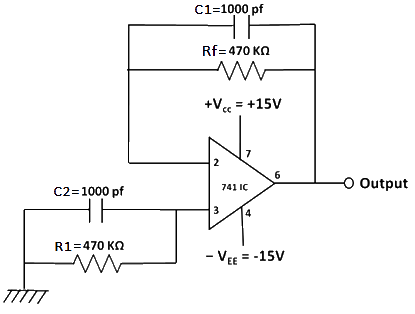 C1=1000 pf
Rf=470 KΩ
+Vcc = +15V
7
2
6
741 IC
Output
C2=1000 pf
3
4
R1=470 KΩ
− VEE = -15V